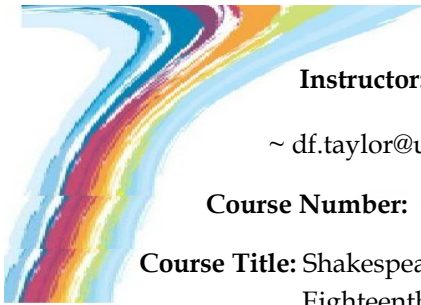 Instructor:
~ df.taylor@u
Course Number:
Course Title: Shakespea
Eighteenth